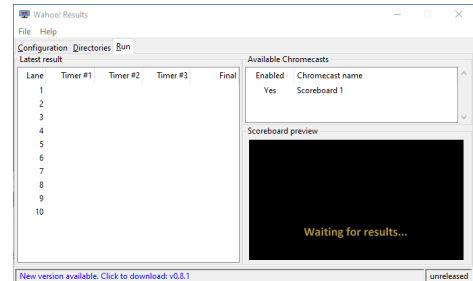 Wahoo! Results
File Help
Configuration Directories Run
Latest result
Lane Timer #1 Timer #2 Timer #3 Final
1
2
3
4
5
6
7
8
9
10
Available Chromecasts
Enabled Chromecast name
Yes Scoreboard 1
Scoreboard preview
Waiting for results...
New version available. Click to download: v0.8.1
unreleased